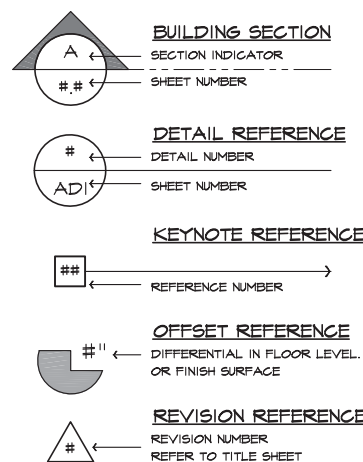 BUILDING SECTION
A
SECTION INDICATOR
#.#
SHEET NUMBER
DETAIL REFERENCE
#
DETAIL NUMBER
AD1
SHEET NUMBER
KEYNOTE REFERENCE
##
REFERENCE NUMBER
OFFSET REFERENCE
#"
DIFFERENTIAL IN FLOOR LEVEL.
OR FINISH SURFACE
REVISION REFERENCE
REVISION NUMBER
#
REFER TO TITLE SHEET